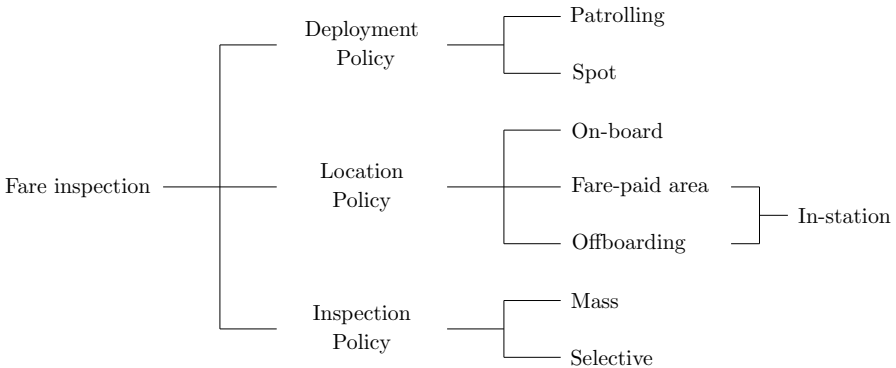 Fare inspection
Deployment
Policy
Patrolling
Spot
Location
Policy
On-board
Fare-paid area
Offboarding
In-station
Inspection
Policy
Mass
Selective